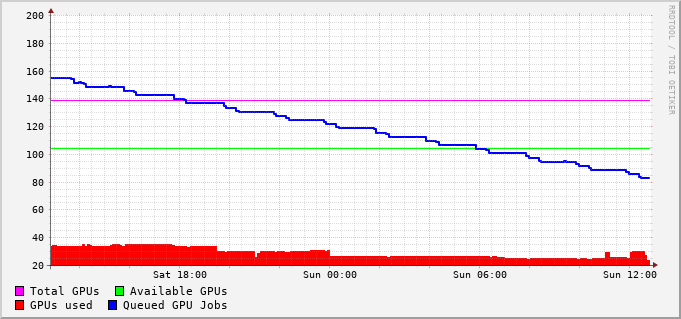 200
180
160
140
120
100
80
60
40
20
Sat 18:00 Sun 00:00 Sun 06:00 Sun 12:00
Total GPUs Available GPUs
GPUs used Queued GPU Jobs
RRDTOOL / TOBI OETIKER